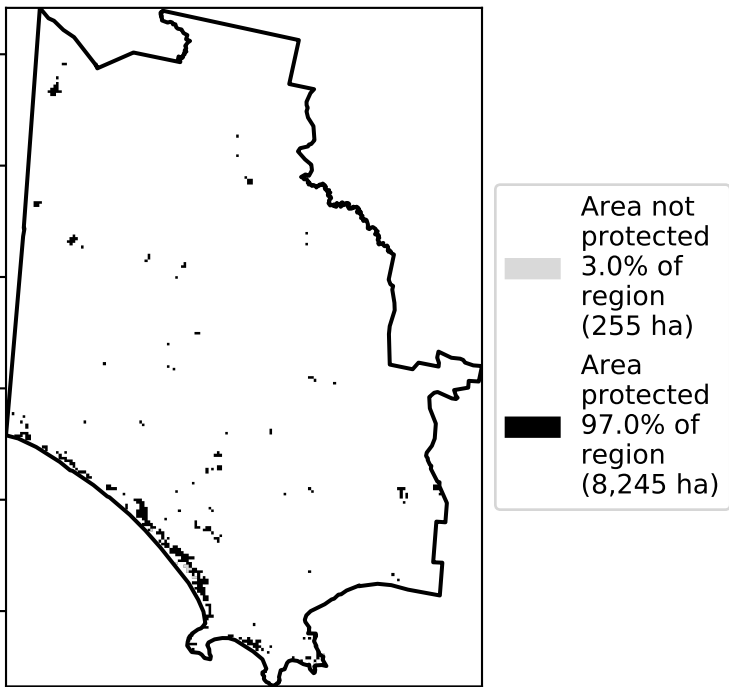 Area not
protected
3.0% of
region
(255 ha)
Area
protected
97.0% of
region
(8,245 ha)